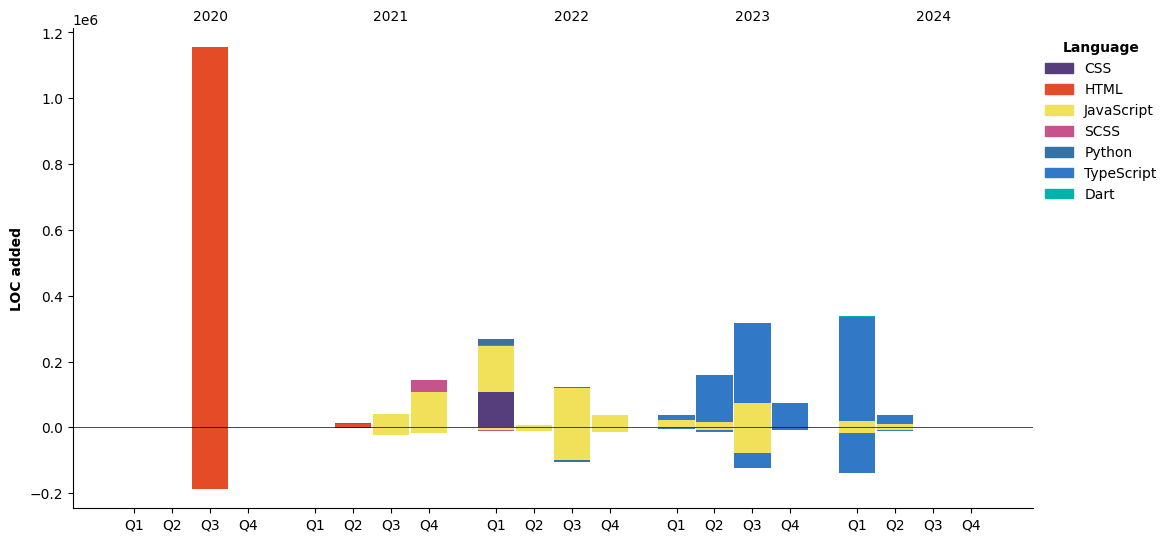 2020 2021 2022 2023 2024
1e6
1.2
1.0
0.8
0.6
0.4
0.2
0.0
−0.2
LOC added
Q1 Q2 Q3 Q4 Q1 Q2 Q3 Q4 Q1 Q2 Q3 Q4 Q1 Q2 Q3 Q4 Q1 Q2 Q3 Q4
Language
CSS
HTML
JavaScript
SCSS
Python
TypeScript
Dart